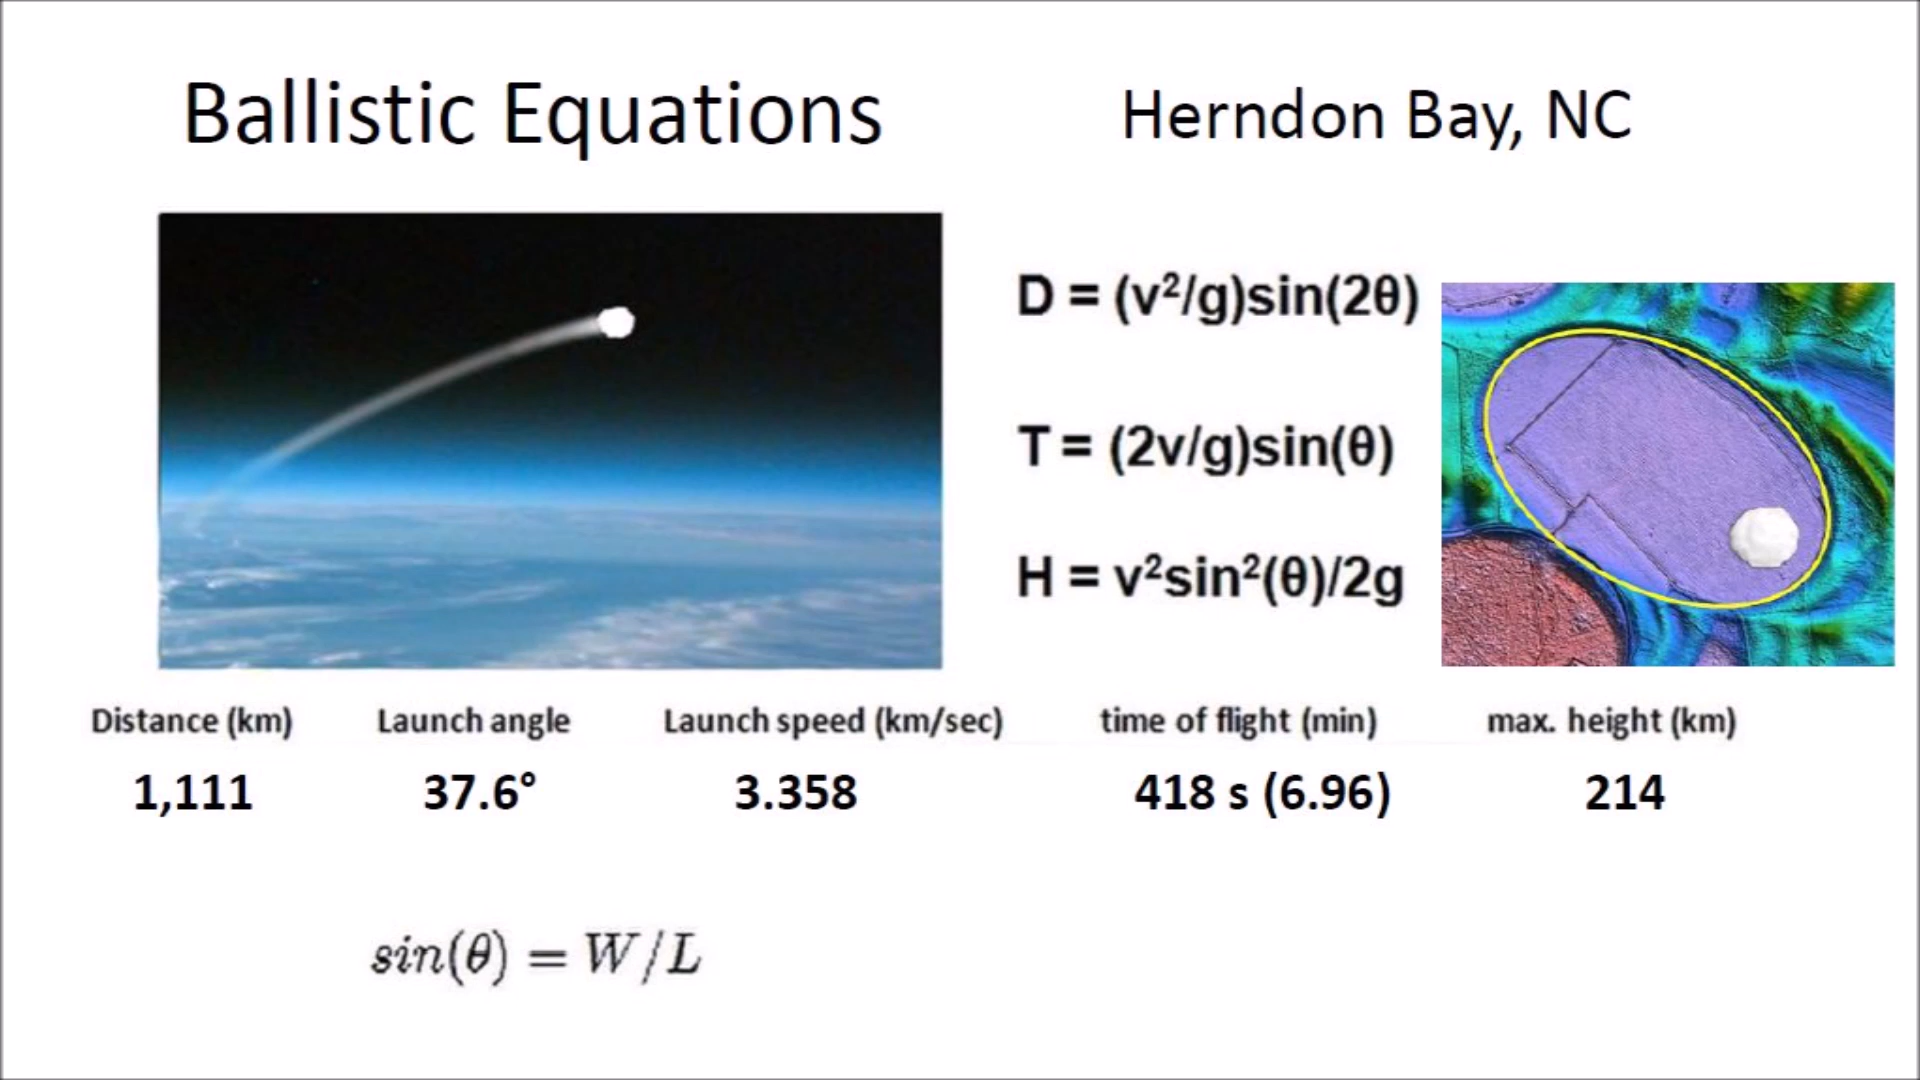 Ballistic Equations
Herndon Bay, NC
D = (v²/g)sin(2θ)
T = (2v/g)sin(θ)
H = v²sin²(θ)/2g
Distance (km) Launch angle Launch speed (km/sec) time of flight (min) max. height (km)
1,111 37.6° 3.358 418 s (6.96) 214
sin(θ) = W/L